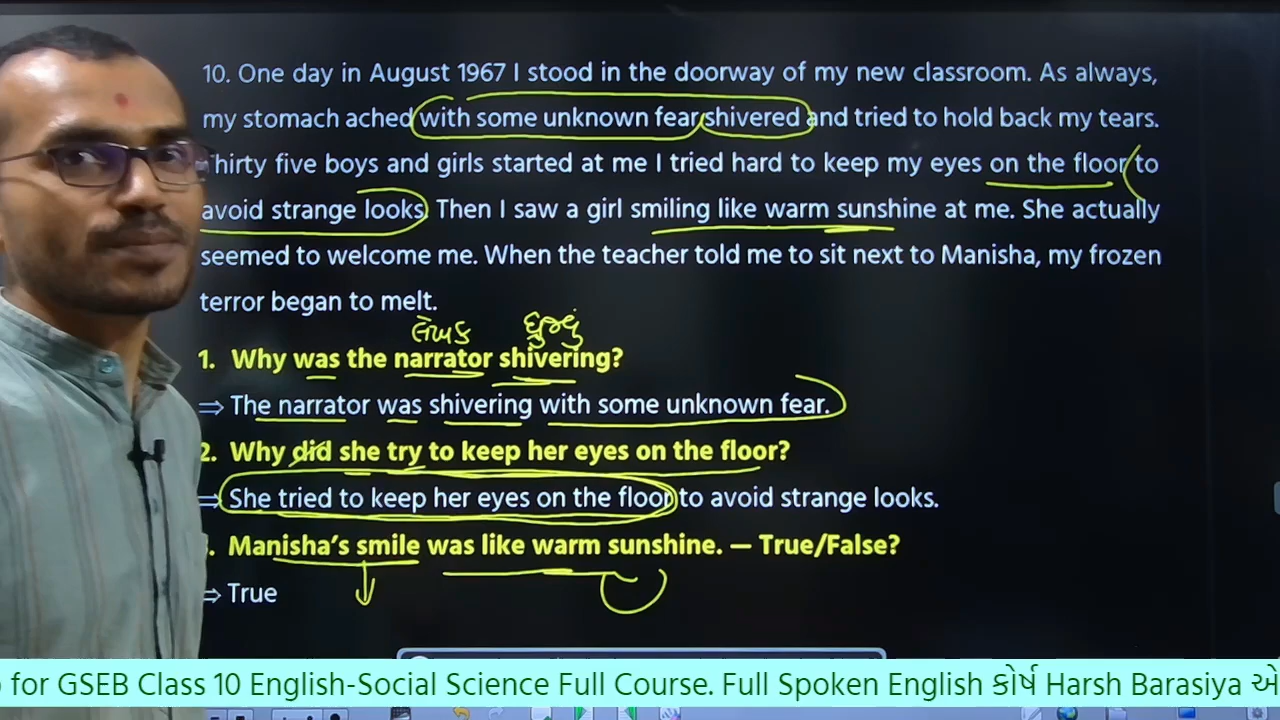 10. One day in August 1967 I stood in the doorway of my new classroom. As always,
my stomach ached with some unknown fear shivered and tried to hold back my tears.
Thirty five boys and girls started at me I tried hard to keep my eyes on the floor to
avoid strange looks. Then I saw a girl smiling like warm sunshine at me. She actually
seemed to welcome me. When the teacher told me to sit next to Manisha, my frozen
terror began to melt.
લેખક ધ્રુજવું
1. Why was the narrator shivering?
⇒ The narrator was shivering with some unknown fear.
2. Why did she try to keep her eyes on the floor?
⇒ She tried to keep her eyes on the floor to avoid strange looks.
. Manisha's smile was like warm sunshine. — True/False?
⇒ True
for GSEB Class 10 English-Social Science Full Course. Full Spoken English કોર્ષ Harsh Barasiya એ